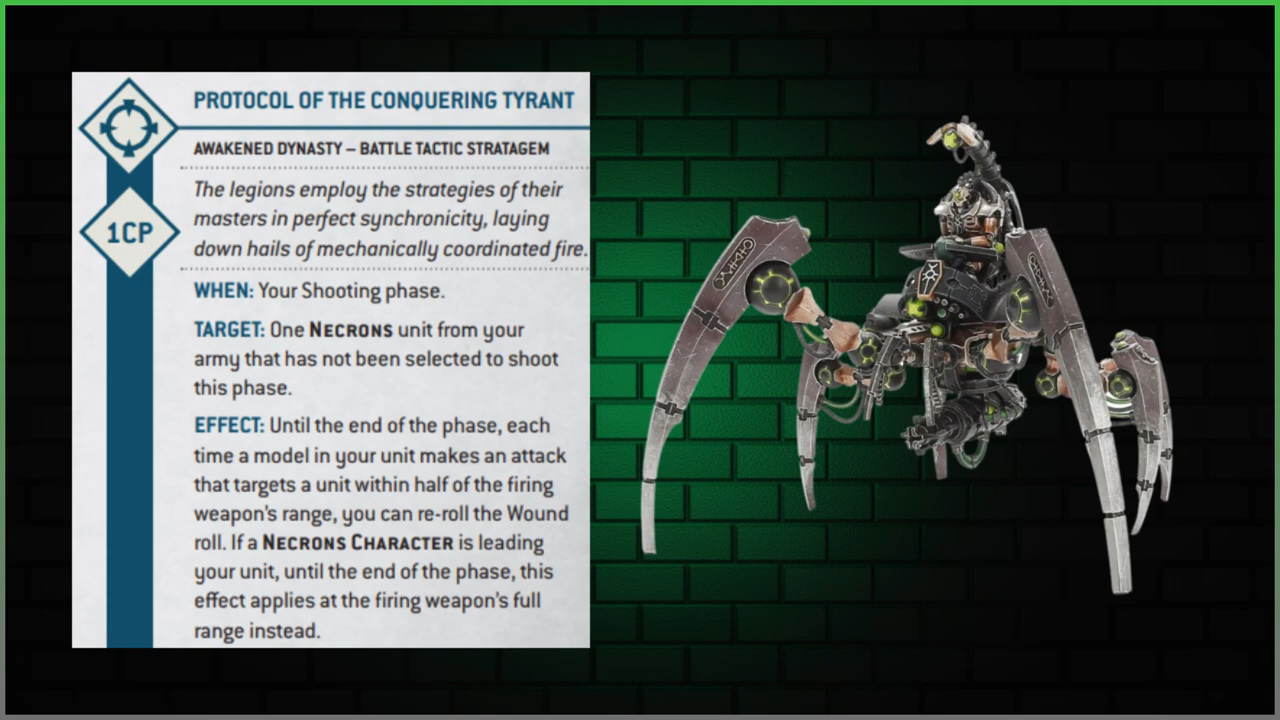 PROTOCOL OF THE CONQUERING TYRANT
AWAKENED DYNASTY – BATTLE TACTIC STRATAGEM
The legions employ the strategies of their
masters in perfect synchronicity, laying
down hails of mechanically coordinated fire.
1CP
WHEN: Your Shooting phase.
TARGET: One NECRONS unit from your
army that has not been selected to shoot
this phase.
EFFECT: Until the end of the phase, each
time a model in your unit makes an attack
that targets a unit within half of the firing
weapon's range, you can re-roll the Wound
roll. If a NECRONS CHARACTER is leading
your unit, until the end of the phase, this
effect applies at the firing weapon's full
range instead.